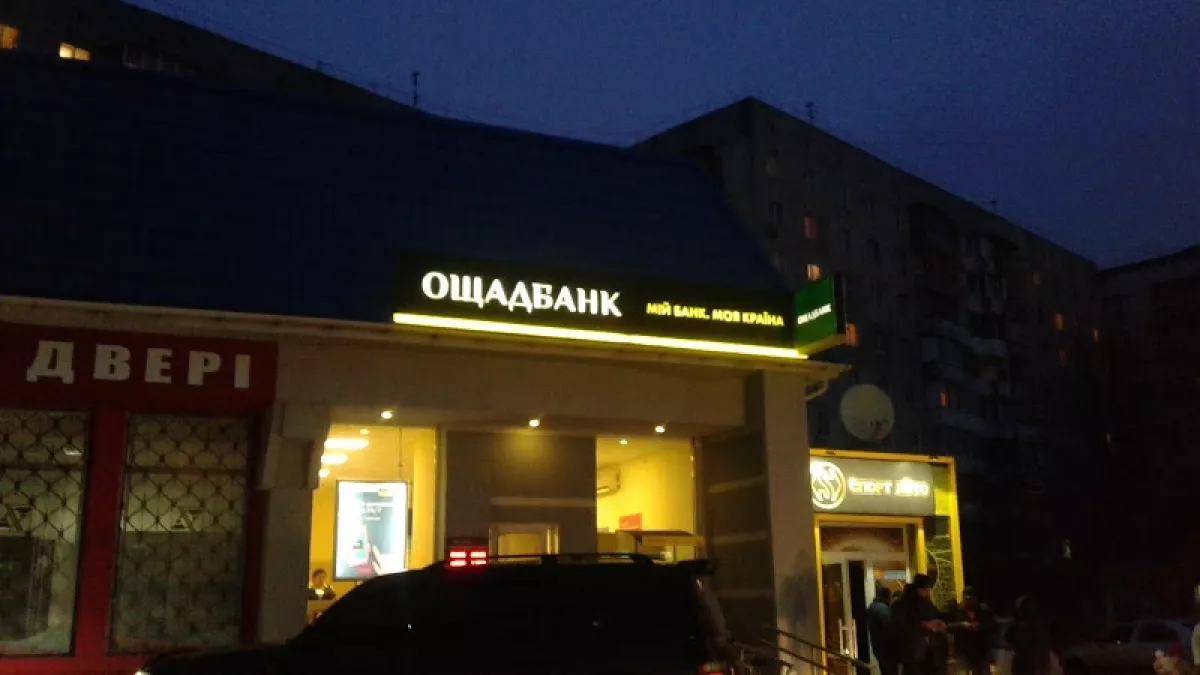 ОЩАДБАНК
МІЙ БАНК. МОЯ КРАЇНА
ОЩАДБАНК
ДВЕРІ
Спорт Лото